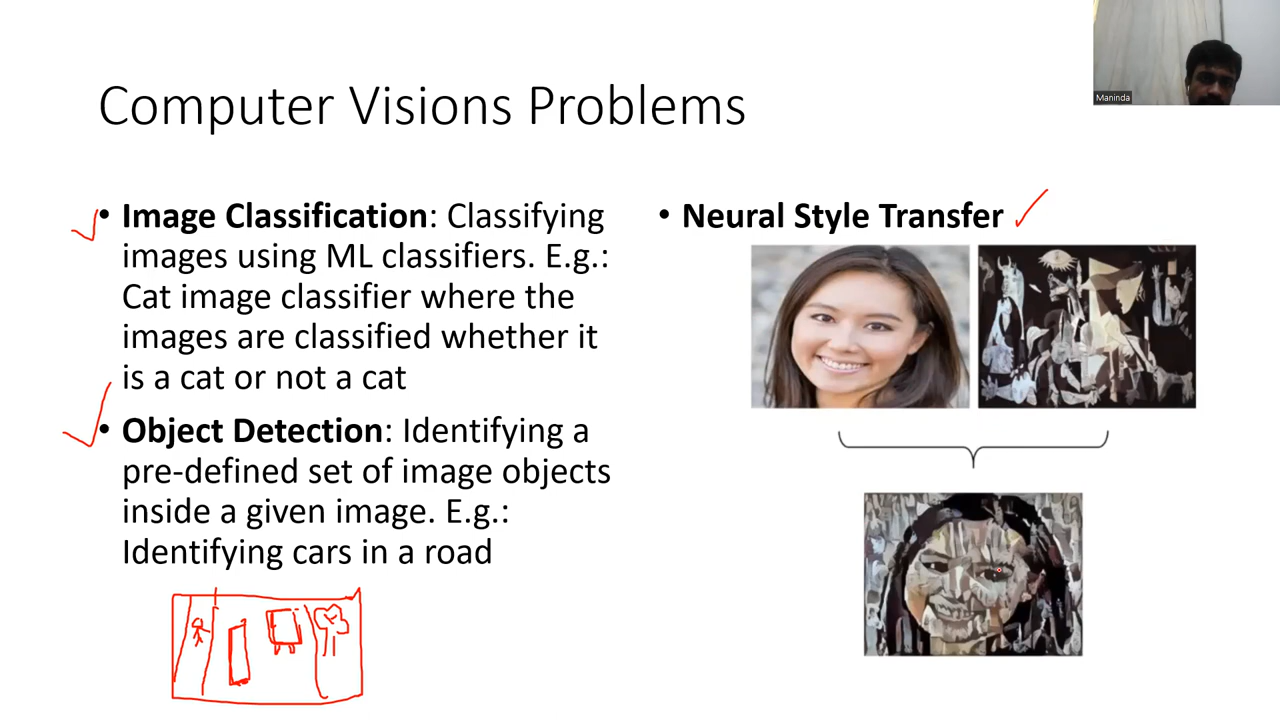 Maninda
Computer Visions Problems
• Image Classification: Classifying
images using ML classifiers. E.g.:
Cat image classifier where the
images are classified whether it
is a cat or not a cat
• Object Detection: Identifying a
pre-defined set of image objects
inside a given image. E.g.:
Identifying cars in a road
• Neural Style Transfer